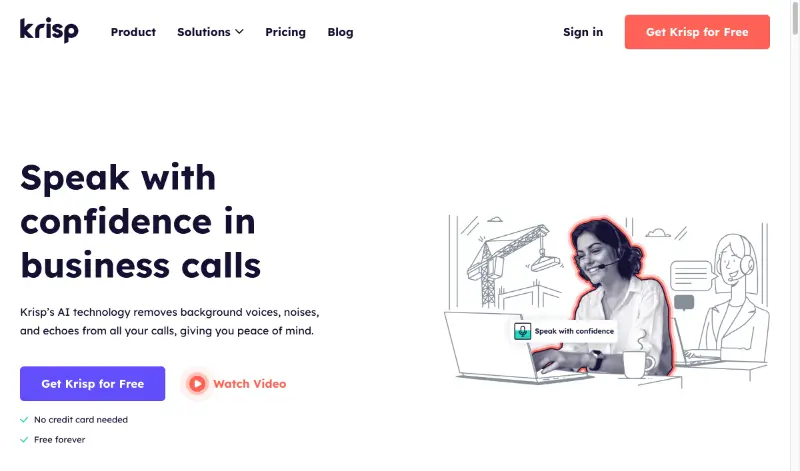 krisp
Product Solutions Pricing Blog
Sign in
Get Krisp for Free
Speak with
confidence in
business calls
Krisp's AI technology removes background voices, noises,
and echoes from all your calls, giving you peace of mind.
Get Krisp for Free
Watch Video
No credit card needed
Free forever
Speak with confidence